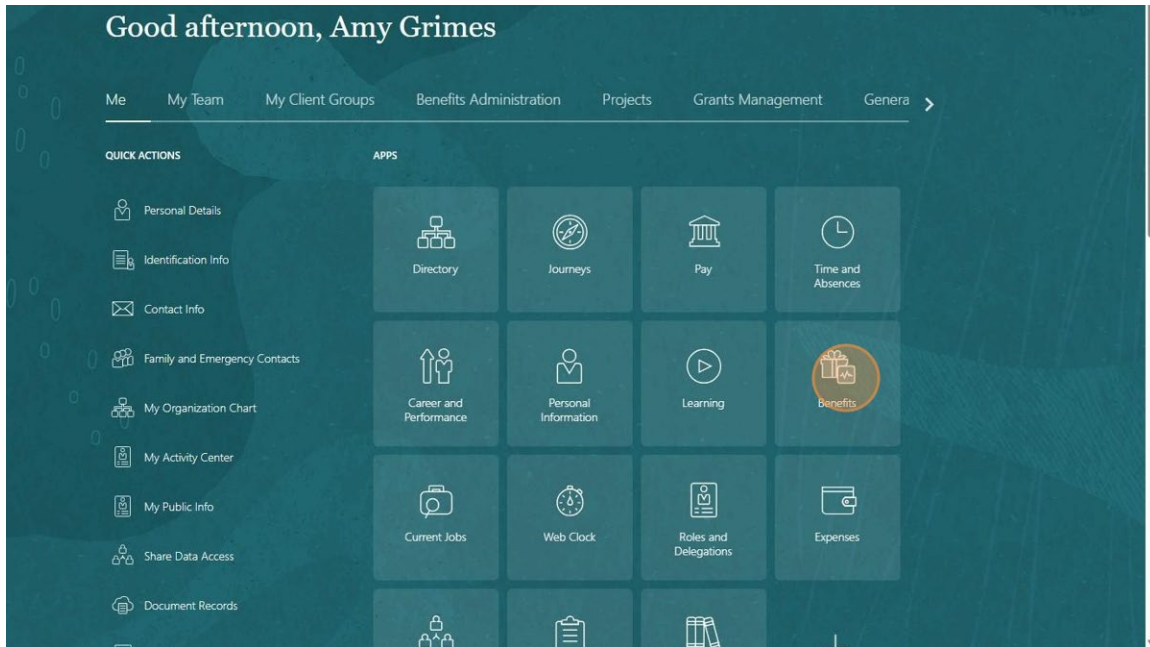 Good afternoon, Amy Grimes
Me
My Team
My Client Groups
Benefits Administration
Projects
Grants Management
Genera
QUICK ACTIONS
Personal Details
Identification Info
Contact Info
Family and Emergency Contacts
My Organization Chart
My Activity Center
My Public Info
Share Data Access
Document Records
APPS
Directory
Journeys
Pay
Time and
Absences
Career and
Performance
Personal
Information
Learning
Benefits
Current Jobs
Web Clock
Roles and
Delegations
Expenses